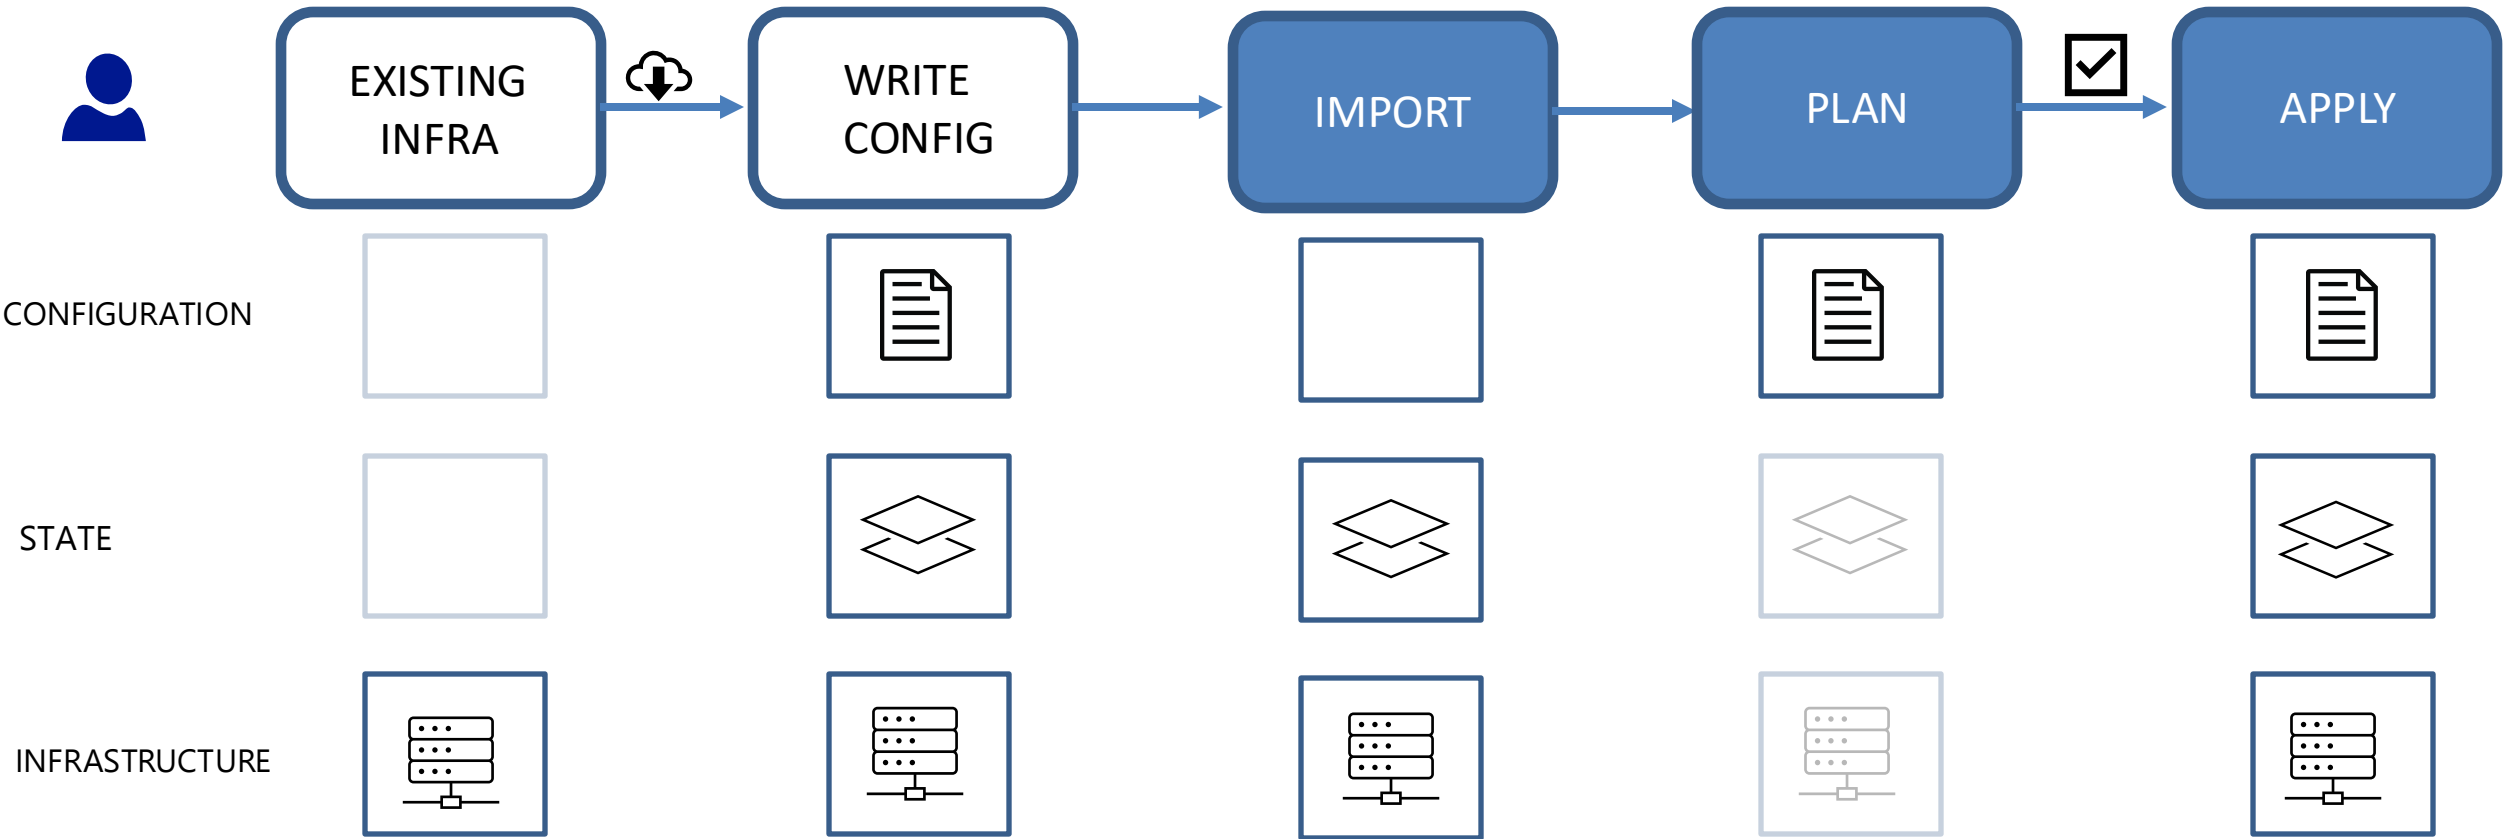 EXISTING
INFRA
WRITE
CONFIG
IMPORT
PLAN
APPLY
CONFIGURATION
STATE
INFRASTRUCTURE